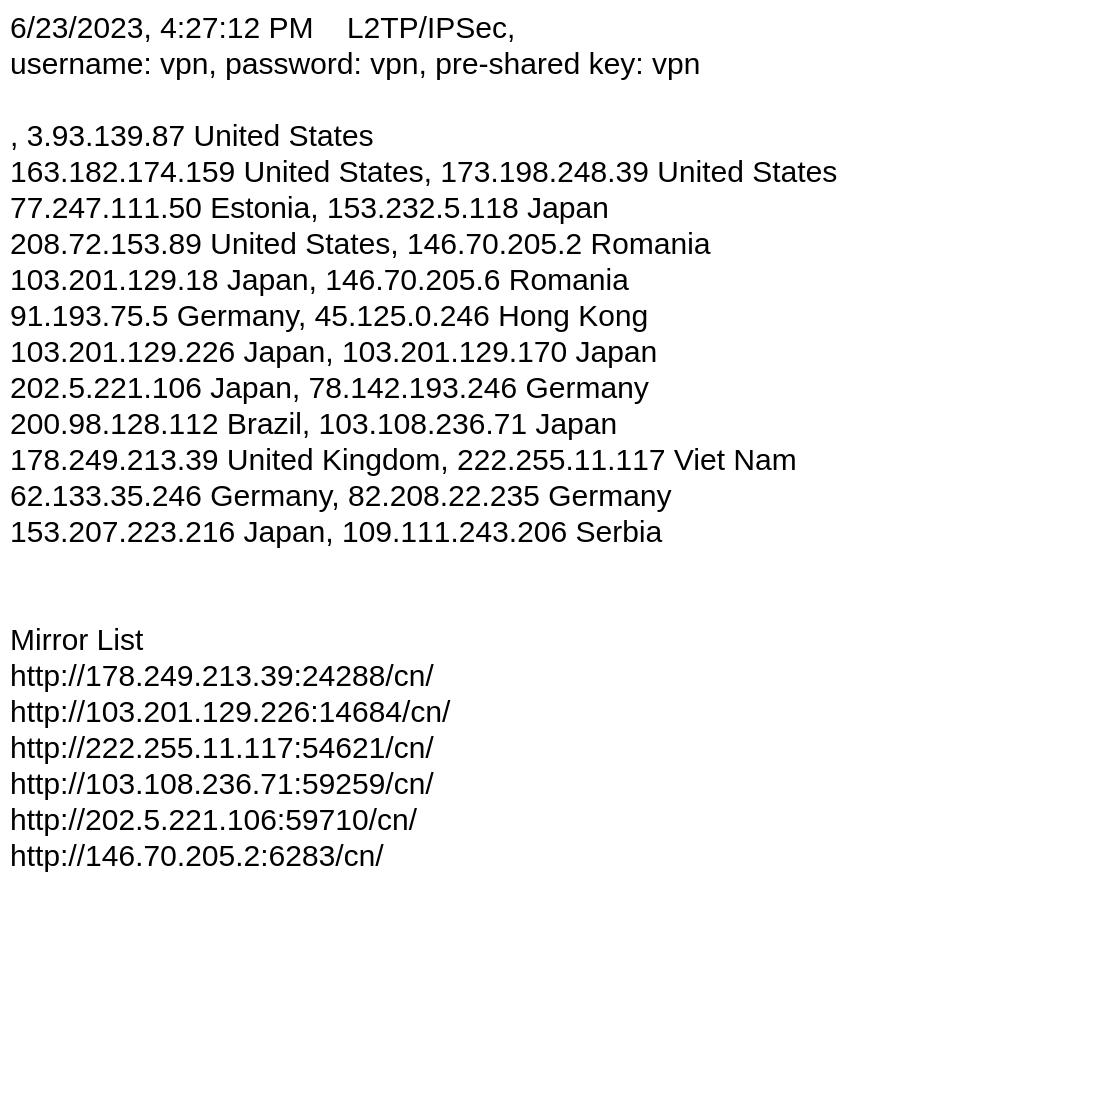 6/23/2023, 4:27:12 PM    L2TP/IPSec,
username: vpn, password: vpn, pre-shared key: vpn
, 3.93.139.87 United States
163.182.174.159 United States, 173.198.248.39 United States
77.247.111.50 Estonia, 153.232.5.118 Japan
208.72.153.89 United States, 146.70.205.2 Romania
103.201.129.18 Japan, 146.70.205.6 Romania
91.193.75.5 Germany, 45.125.0.246 Hong Kong
103.201.129.226 Japan, 103.201.129.170 Japan
202.5.221.106 Japan, 78.142.193.246 Germany
200.98.128.112 Brazil, 103.108.236.71 Japan
178.249.213.39 United Kingdom, 222.255.11.117 Viet Nam
62.133.35.246 Germany, 82.208.22.235 Germany
153.207.223.216 Japan, 109.111.243.206 Serbia
Mirror List
http://178.249.213.39:24288/cn/
http://103.201.129.226:14684/cn/
http://222.255.11.117:54621/cn/
http://103.108.236.71:59259/cn/
http://202.5.221.106:59710/cn/
http://146.70.205.2:6283/cn/